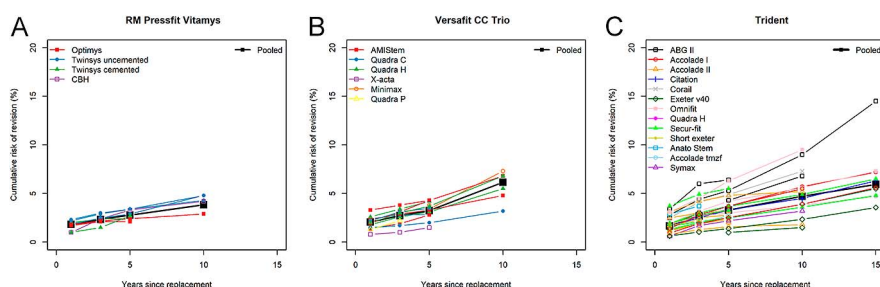 A
RM Pressfit Vitamys
Cumulative risk of revision (%)
20
15
10
5
0
Optimys
Twinsys uncemented
Twinsys cemented
CBH
Pooled
0 5 10 15
Years since replacement
B
Versafit CC Trio
Cumulative risk of revision (%)
20
15
10
5
0
AMIStem
Quadra C
Quadra H
X-acta
Minimax
Quadra P
Pooled
0 5 10 15
Years since replacement
C
Trident
Cumulative risk of revision (%)
20
15
10
5
0
ABG II
Accolade I
Accolade II
Citation
Corail
Exeter v40
Omnifit
Quadra H
Secur-fit
Short exeter
Anato Stem
Accolade tmzf
Symax
Pooled
0 5 10 15
Years since replacement